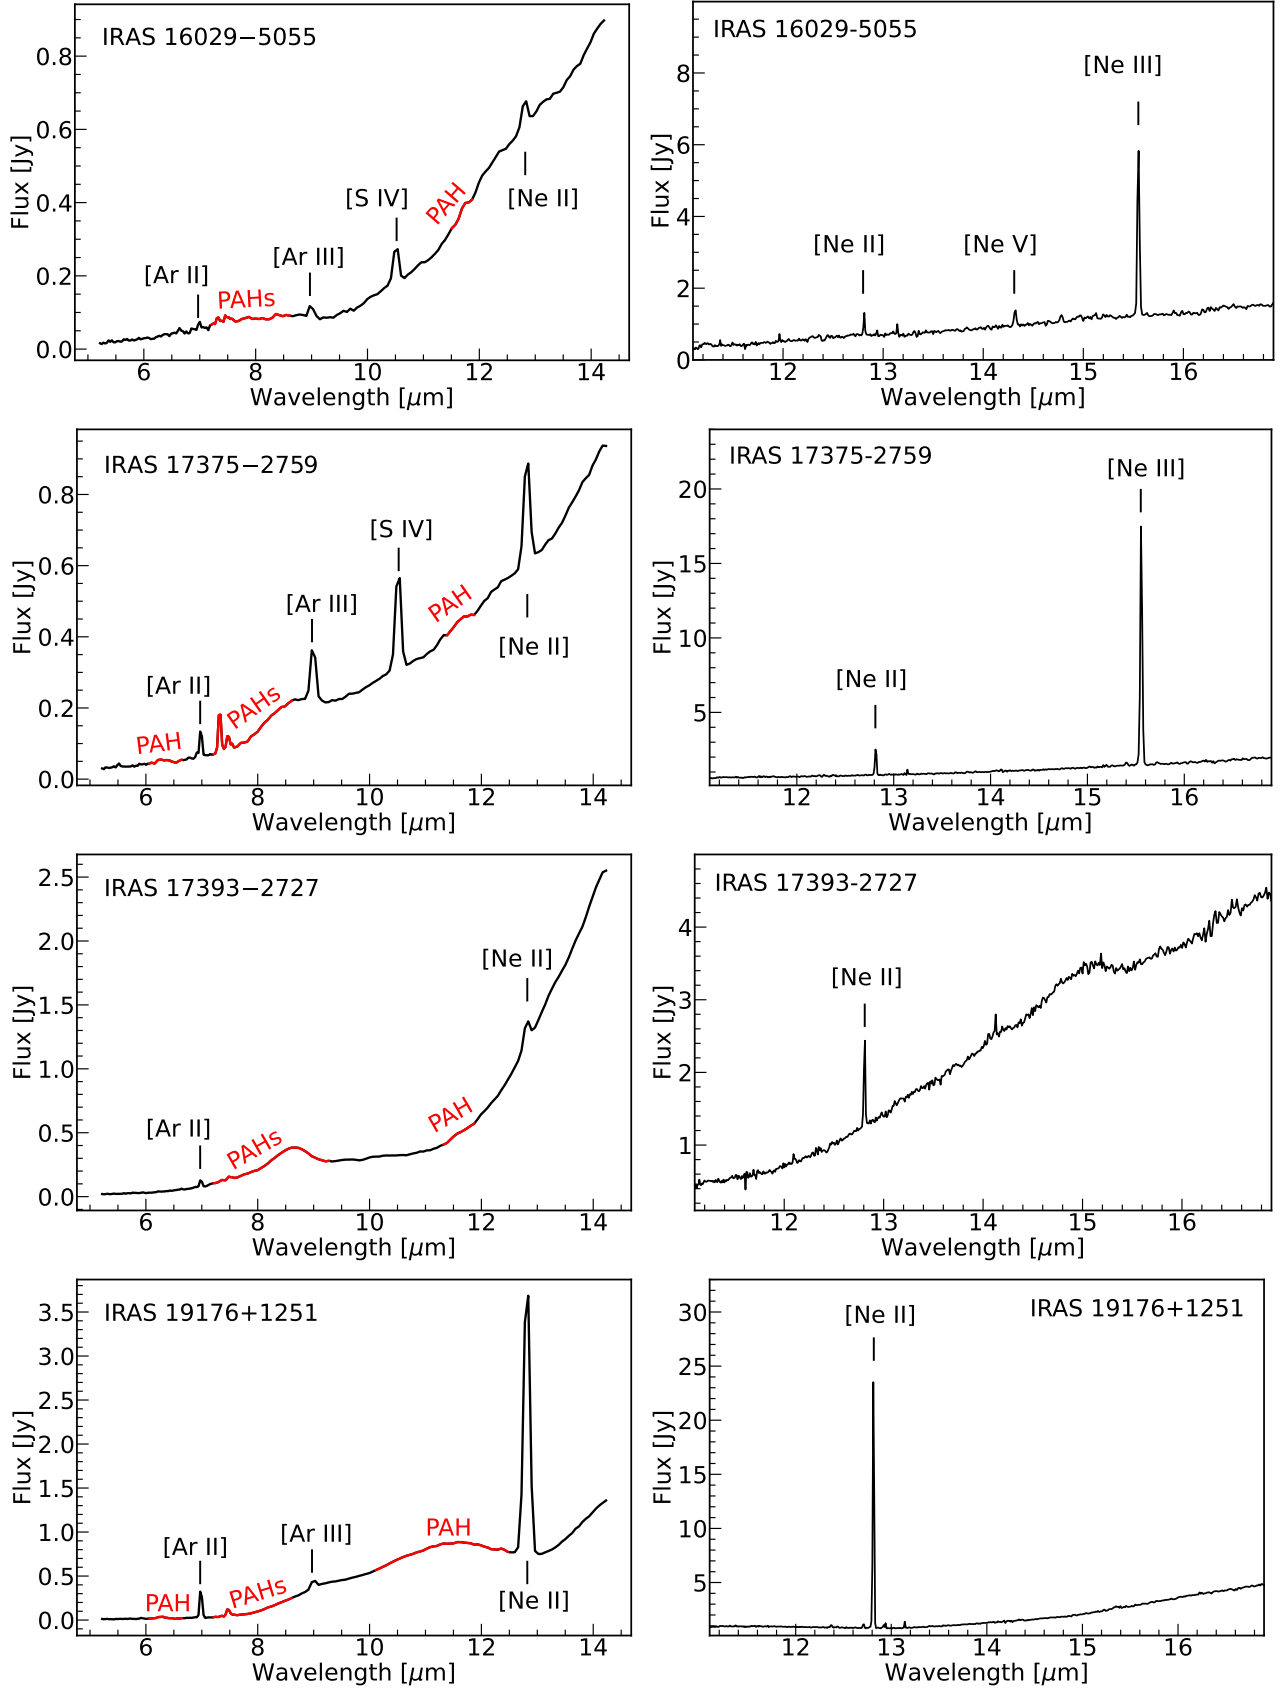 IRAS 16029−5055
[Ar II]
PAHs
[Ar III]
[S IV]
PAH
[Ne II]
0.0
0.2
0.4
0.6
0.8
6
8
10
12
14
Flux [Jy]
Wavelength [μm]
IRAS 16029-5055
[Ne II]
[Ne V]
[Ne III]
0
2
4
6
8
12
13
14
15
16
Flux [Jy]
Wavelength [μm]
IRAS 17375−2759
PAH
[Ar II]
PAHs
[Ar III]
[S IV]
PAH
[Ne II]
0.0
0.2
0.4
0.6
0.8
6
8
10
12
14
Flux [Jy]
Wavelength [μm]
IRAS 17375-2759
[Ne II]
[Ne III]
5
10
15
20
12
13
14
15
16
Flux [Jy]
Wavelength [μm]
IRAS 17393−2727
[Ar II]
PAHs
PAH
[Ne II]
0.0
0.5
1.0
1.5
2.0
2.5
6
8
10
12
14
Flux [Jy]
Wavelength [μm]
IRAS 17393-2727
[Ne II]
1
2
3
4
12
13
14
15
16
Flux [Jy]
Wavelength [μm]
IRAS 19176+1251
PAH
[Ar II]
PAHs
[Ar III]
PAH
[Ne II]
0.0
0.5
1.0
1.5
2.0
2.5
3.0
3.5
6
8
10
12
14
Flux [Jy]
Wavelength [μm]
IRAS 19176+1251
[Ne II]
5
10
15
20
25
30
12
13
14
15
16
Flux [Jy]
Wavelength [μm]